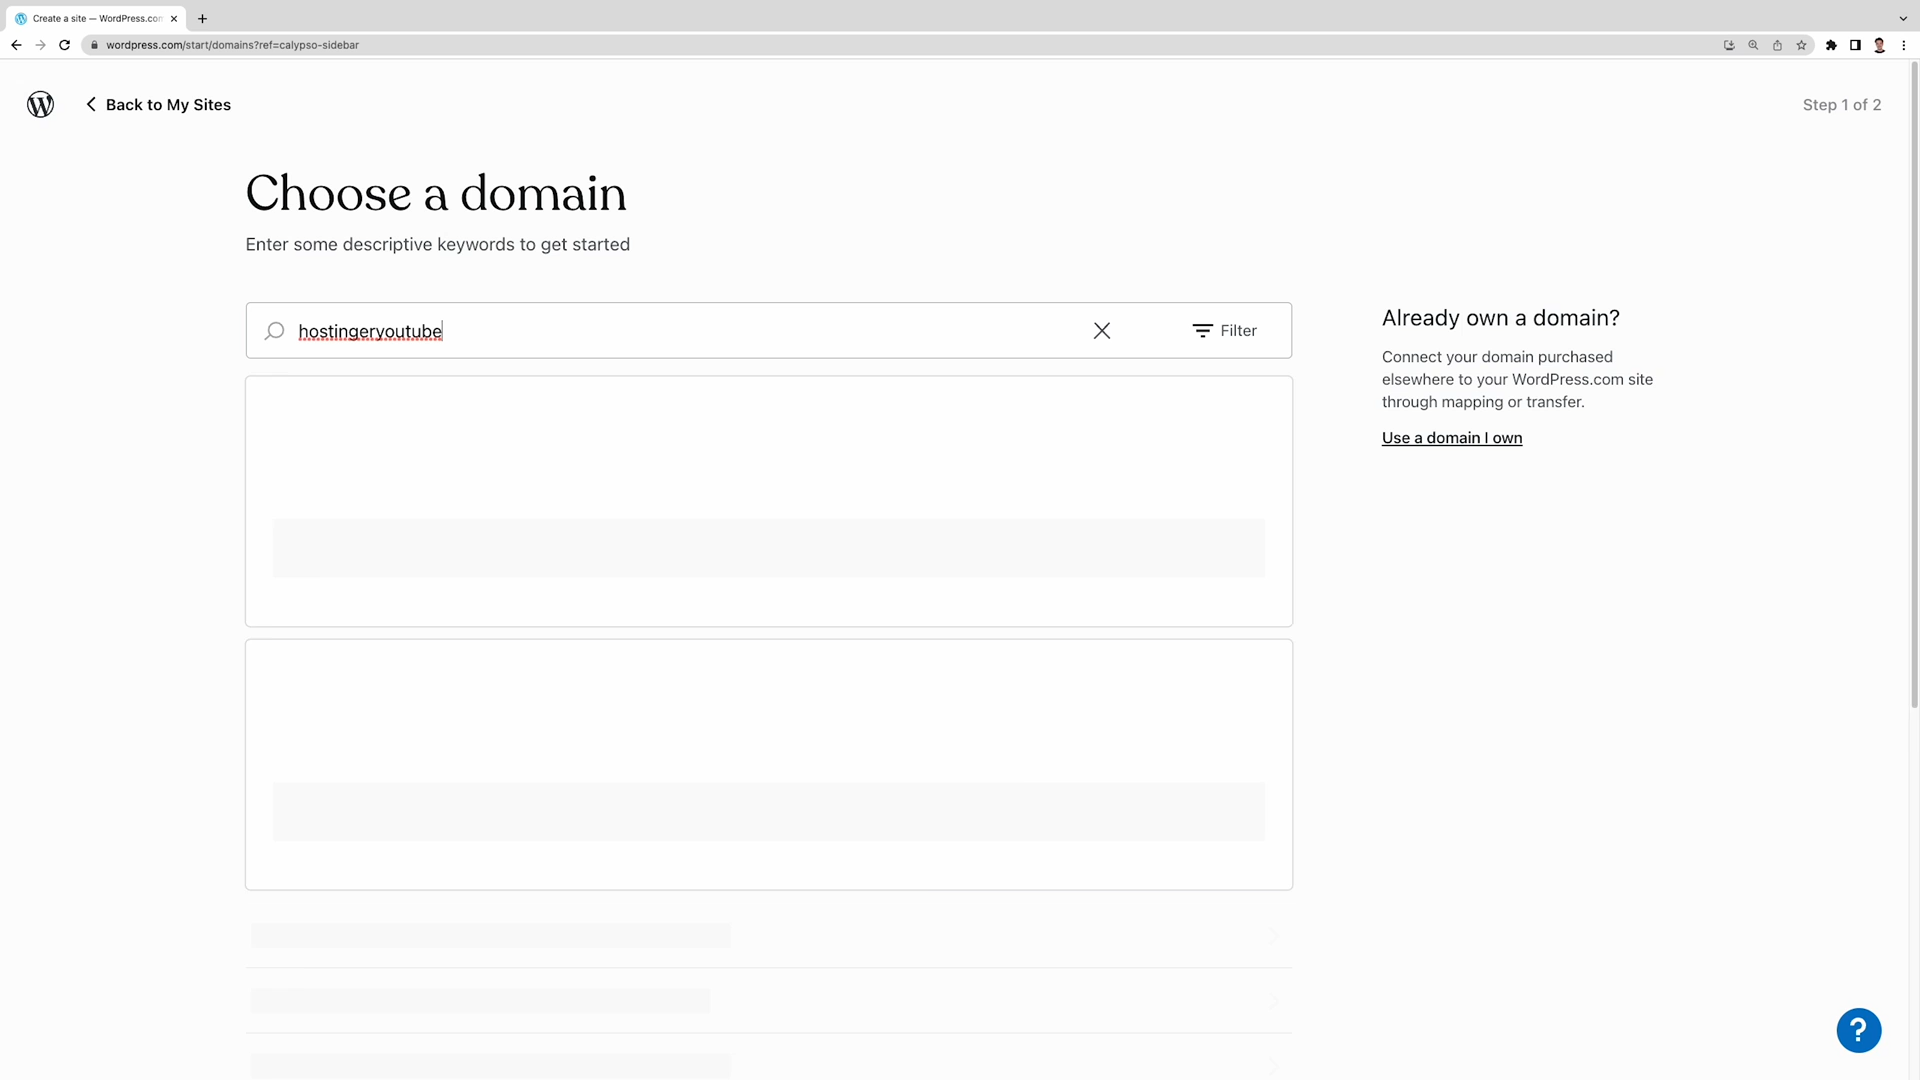 Create a site — WordPress.com
wordpress.com/start/domains?ref=calypso-sidebar
Back to My Sites
Step 1 of 2
Choose a domain
Enter some descriptive keywords to get started
hostingeryoutube
Filter
Already own a domain?
Connect your domain purchased
elsewhere to your WordPress.com site
through mapping or transfer.
Use a domain I own
?